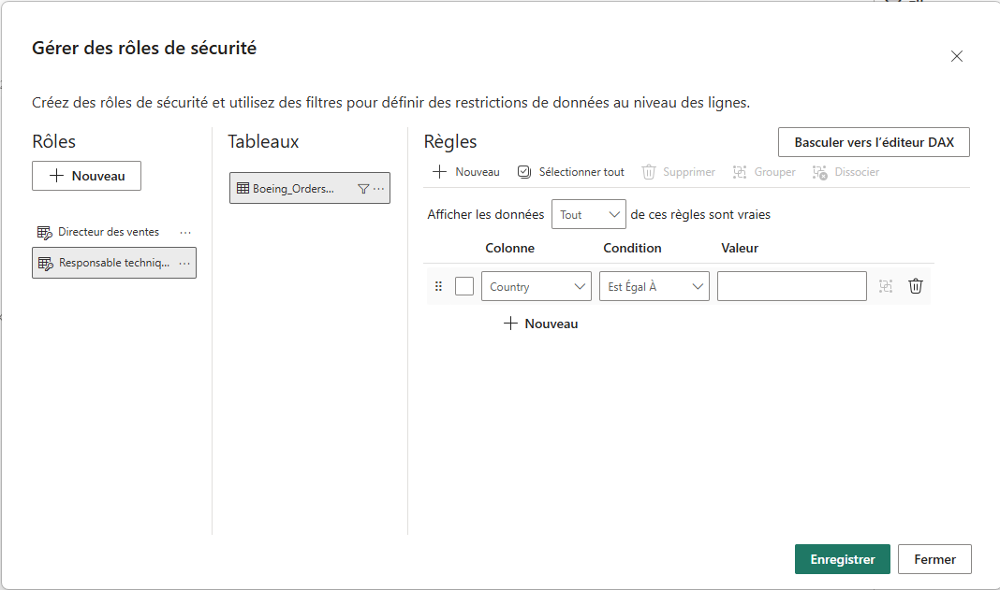 Gérer des rôles de sécurité
Créez des rôles de sécurité et utilisez des filtres pour définir des restrictions de données au niveau des lignes.
Rôles
Nouveau
Directeur des ventes ...
Responsable techniq... ...
Tableaux
Boeing_Orders... ...
Règles
Basculer vers l'éditeur DAX
Nouveau Sélectionner tout Supprimer Grouper Dissocier
Afficher les données Tout de ces règles sont vraies
Colonne Condition Valeur
Country Est Égal À
Nouveau
Enregistrer Fermer